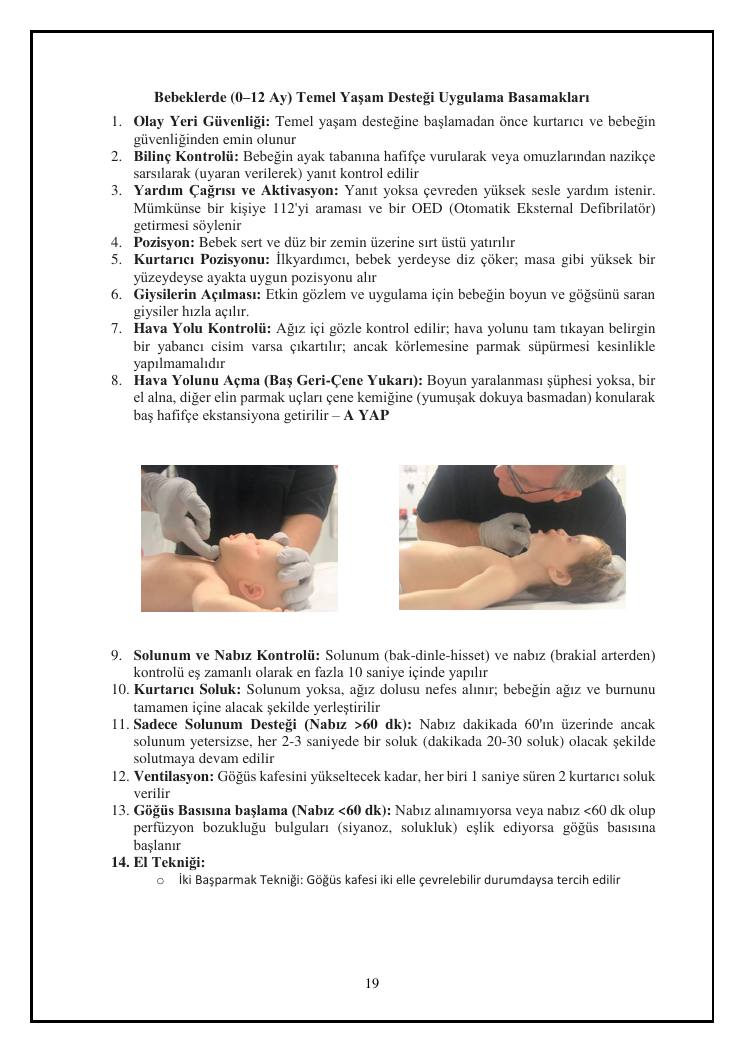 Bebeklerde (0–12 Ay) Temel Yaşam Desteği Uygulama Basamakları
1. Olay Yeri Güvenliği: Temel yaşam desteğine başlamadan önce kurtarıcı ve bebeğin
güvenliğinden emin olunur
2. Bilinç Kontrolü: Bebeğin ayak tabanına hafifçe vurularak veya omuzlarından nazikçe
sarsılarak (uyaran verilerek) yanıt kontrol edilir
3. Yardım Çağrısı ve Aktivasyon: Yanıt yoksa çevreden yüksek sesle yardım istenir.
Mümkünse bir kişiye 112'yi araması ve bir OED (Otomatik Eksternal Defibrilatör)
getirmesi söylenir
4. Pozisyon: Bebek sert ve düz bir zemin üzerine sırt üstü yatırılır
5. Kurtarıcı Pozisyonu: İlkyardımcı, bebek yerdeyse diz çöker; masa gibi yüksek bir
yüzeydeyse ayakta uygun pozisyonu alır
6. Giysilerin Açılması: Etkin gözlem ve uygulama için bebeğin boyun ve göğsünü saran
giysiler hızla açılır.
7. Hava Yolu Kontrolü: Ağız içi gözle kontrol edilir; hava yolunu tam tıkayan belirgin
bir yabancı cisim varsa çıkartılır; ancak körlemesine parmak süpürmesi kesinlikle
yapılmamalıdır
8. Hava Yolunu Açma (Baş Geri-Çene Yukarı): Boyun yaralanması şüphesi yoksa, bir
el alna, diğer elin parmak uçları çene kemiğine (yumuşak dokuya basmadan) konularak
baş hafifçe ekstansiyona getirilir – A YAP
9. Solunum ve Nabız Kontrolü: Solunum (bak-dinle-hisset) ve nabız (brakial arterden)
kontrolü eş zamanlı olarak en fazla 10 saniye içinde yapılır
10. Kurtarıcı Soluk: Solunum yoksa, ağız dolusu nefes alınır; bebeğin ağız ve burnunu
tamamen içine alacak şekilde yerleştirilir
11. Sadece Solunum Desteği (Nabız >60 dk): Nabız dakikada 60'ın üzerinde ancak
solunum yetersizse, her 2-3 saniyede bir soluk (dakikada 20-30 soluk) olacak şekilde
solutmaya devam edilir
12. Ventilasyon: Göğüs kafesini yükseltecek kadar, her biri 1 saniye süren 2 kurtarıcı soluk
verilir
13. Göğüs Basısına başlama (Nabız <60 dk): Nabız alınamıyorsa veya nabız <60 dk olup
perfüzyon bozukluğu bulguları (siyanoz, solukluk) eşlik ediyorsa göğüs basısına
başlanır
14. El Tekniği:
o İki Başparmak Tekniği: Göğüs kafesi iki elle çevrelebilir durumdaysa tercih edilir
19